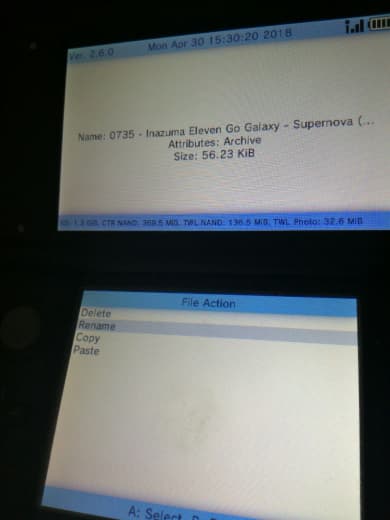 Ver. 2.6.0
Mon Apr 30 15:30:20 2018
Name: 0735 - Inazuma Eleven Go Galaxy - Supernova (...
Attributes: Archive
Size: 56.23 KiB
1.3 GiB, CTR NAND: 369.5 MiB, TWL NAND: 136.5 MiB, TWL Photo: 32.6 MiB
File Action
Delete
Rename
Copy
Paste
A: Select